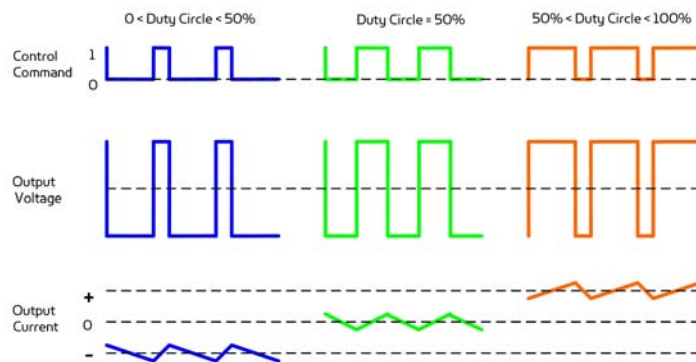 0 < Duty Circle < 50%
Duty Circle = 50%
50% < Duty Circle < 100%
Control
Command
1
0
Output
Voltage
Output
Current
+
0
-